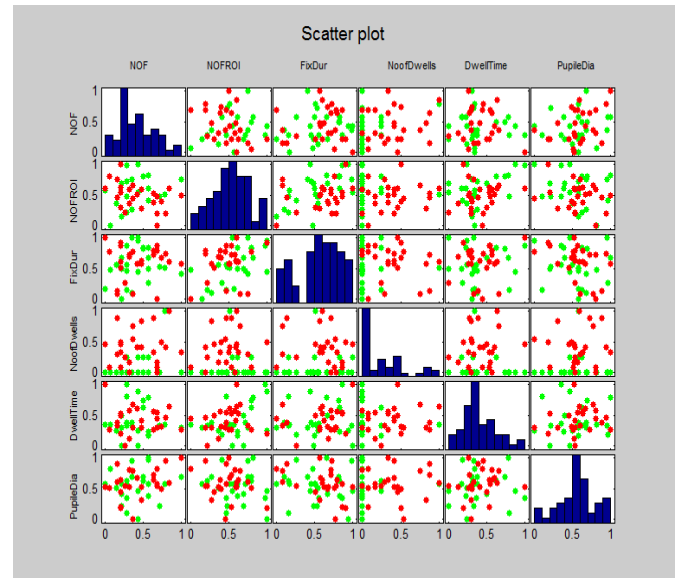 Scatter plot
NOF NOFROI FixDur NoofDwells DwellTime PupileDia
NOF 1 0.5 0
NOFROI 1 0.5 0
FixDur 1 0.5 0
NoofDwells 1 0.5 0
DwellTime 1 0.5 0
PupileDia 1 0.5 0
0 0.5 1 0 0.5 1 0 0.5 1 0 0.5 1 0 0.5 1 0 0.5 1